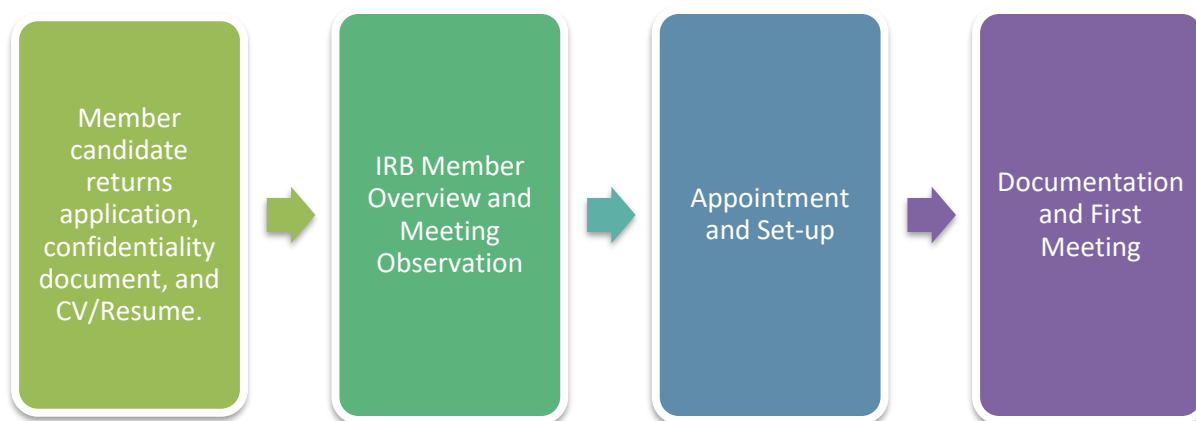 Member
candidate
returns
application,
confidentiality
document, and
CV/Resume.
IRB Member
Overview and
Meeting
Observation
Appointment
and Set-up
Documentation
and First
Meeting